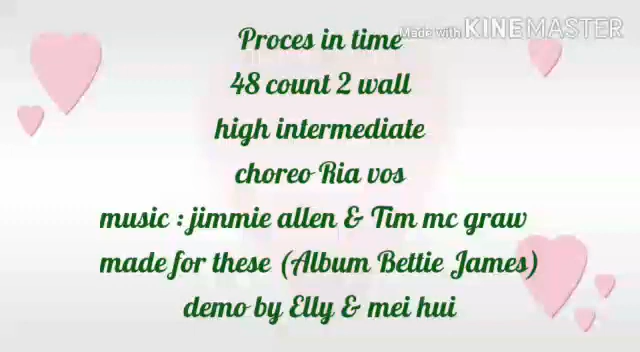 Proces in time
Made with KINEMASTER
48 count 2 wall
high intermediate
choreo Ria vos
music : jimmie allen & Tim mc graw
made for these (Album Bettie James)
demo by Elly & mei hui